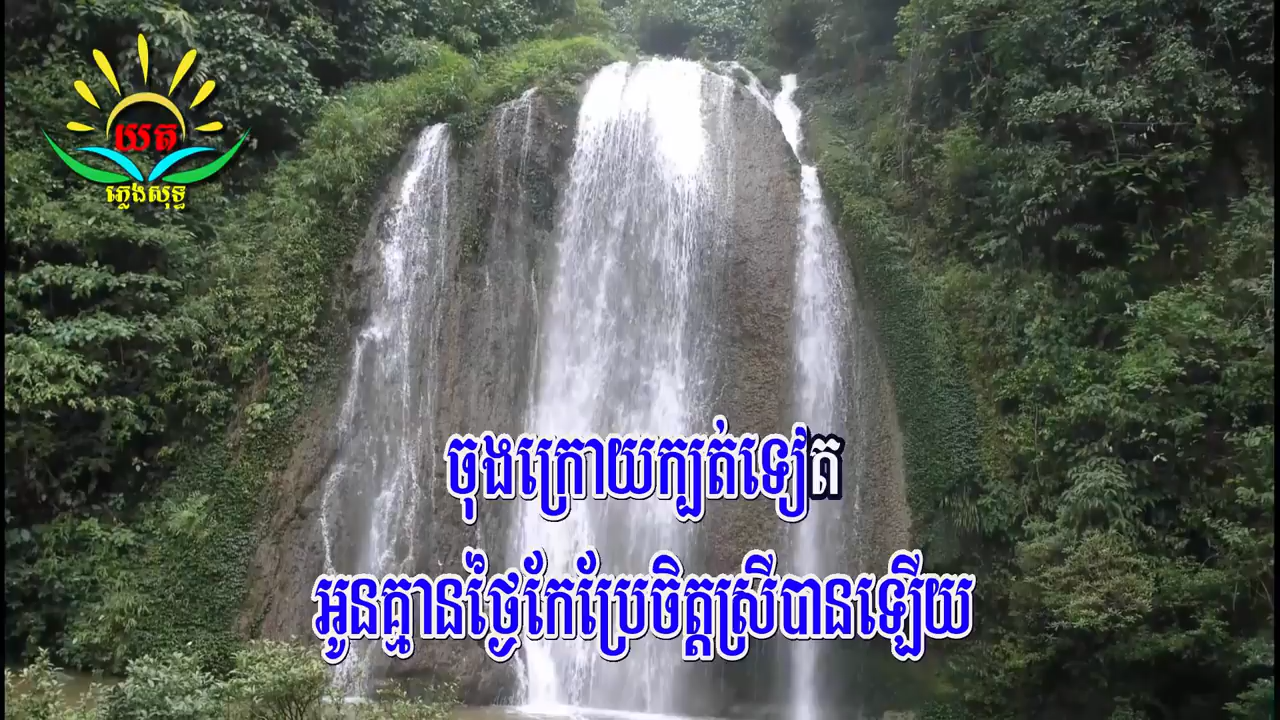 យត
ភ្លេងសុទ្ធ
ចុងក្រោយក្បត់ទៀត
អូនគ្មានថ្ងៃកែប្រែចិត្តស្រីបានឡើយ